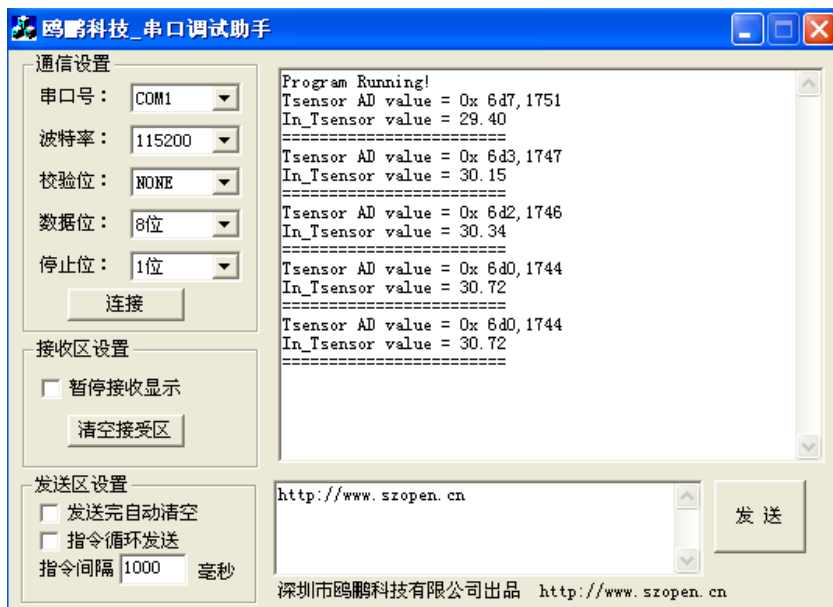 鸥鹏科技_串口调试助手
通信设置
串口号： COM1
波特率： 115200
校验位： NONE
数据位： 8位
停止位： 1位
连接
接收区设置
暂停接收显示
清空接受区
发送区设置
发送完自动清空
指令循环发送
指令间隔 1000 毫秒
Program Running!
Tsensor AD value = 0x 6d7,1751
In_Tsensor value = 29.40
========================
Tsensor AD value = 0x 6d3,1747
In_Tsensor value = 30.15
========================
Tsensor AD value = 0x 6d2,1746
In_Tsensor value = 30.34
========================
Tsensor AD value = 0x 6d0,1744
In_Tsensor value = 30.72
========================
Tsensor AD value = 0x 6d0,1744
In_Tsensor value = 30.72
========================
http://www.szopen.cn
发 送
深圳市鸥鹏科技有限公司出品 http://www.szopen.cn